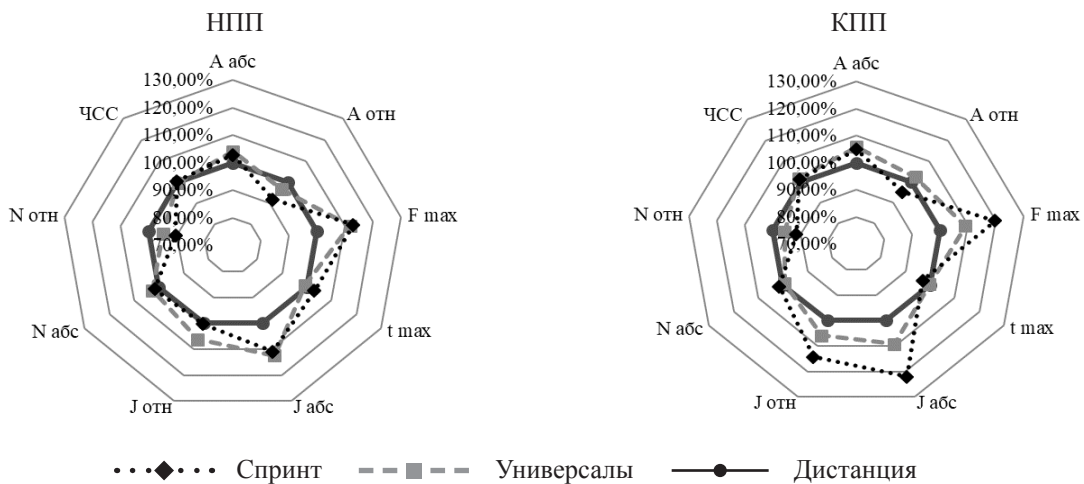 НПП
А абс
130,00%
120,00%
110,00%
100,00%
90,00%
80,00%
70,00%
А отн
F max
t max
J абс
J отн
N абс
N отн
ЧСС
КПП
А абс
130,00%
120,00%
110,00%
100,00%
90,00%
80,00%
70,00%
А отн
F max
t max
J абс
J отн
N абс
N отн
ЧСС
Спринт Универсалы Дистанция